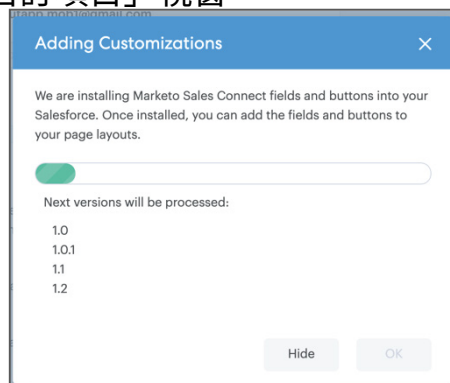 Adding Customizations
We are installing Marketo Sales Connect fields and buttons into your
Salesforce. Once installed, you can add the fields and buttons to
your page layouts.
Next versions will be processed:
1.0
1.0.1
1.1
1.2
Hide
OK